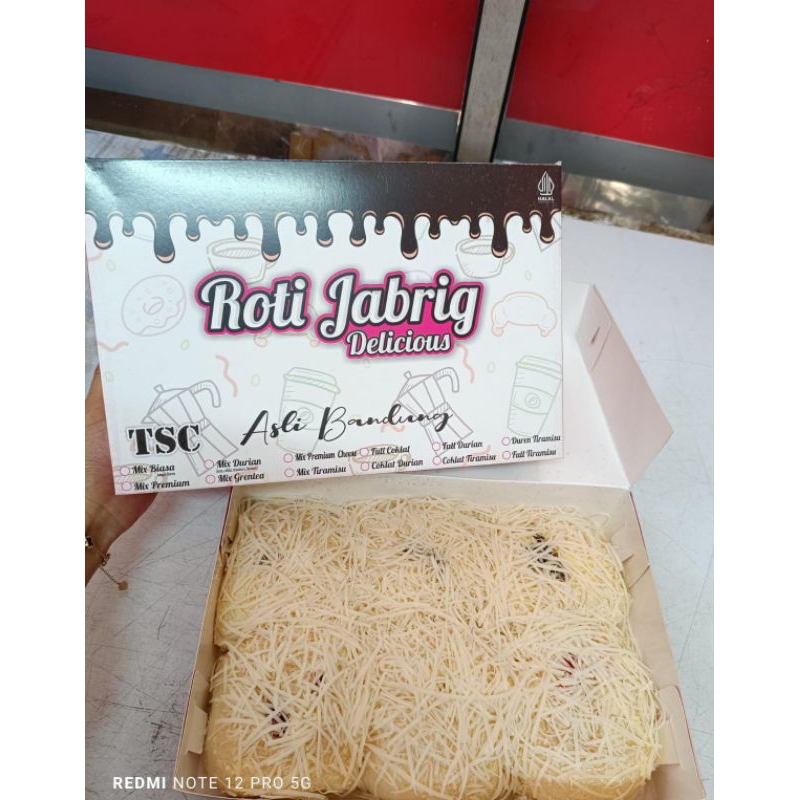 HALAL
Roti Jabrig
Delicious
Asli Bandung
TSC
Mix Biasa
Mix Premium
Mix Durian
Mix Grentea
Mix Premium Cheese
Mix Tiramisu
Full Coklat
Coklat Durian
Full Durian
Coklat Tiramisu
Duren Tiramisu
Full Tiramisu
REDMI NOTE 12 PRO 5G